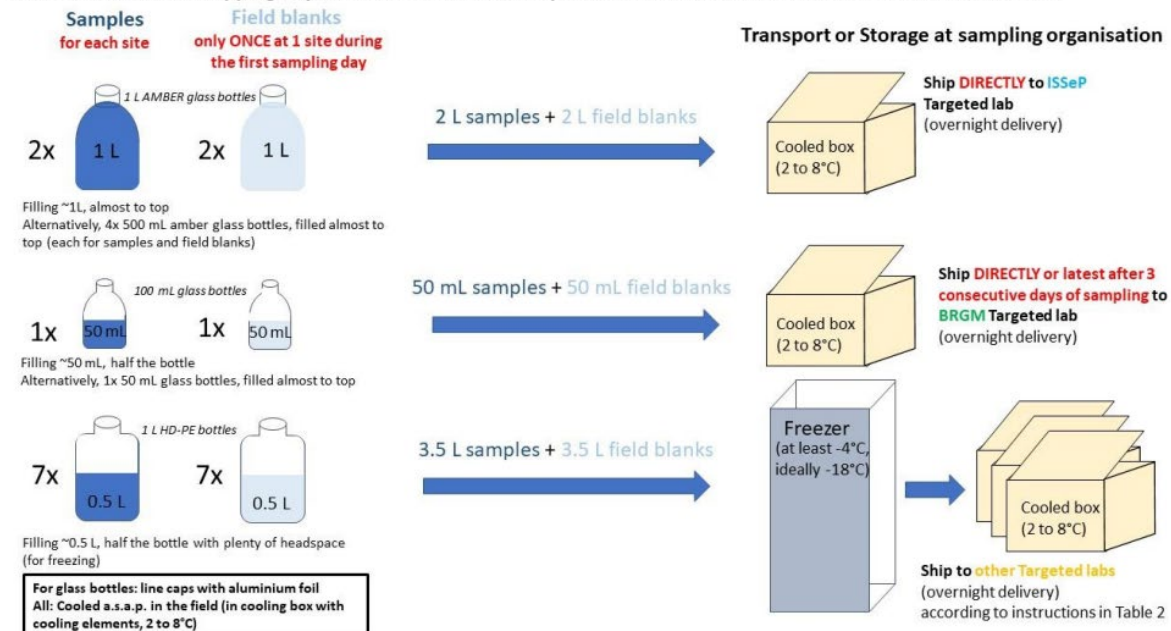 Samples
for each site
Field blanks
only ONCE at 1 site during
the first sampling day
Transport or Storage at sampling organisation
1 L AMBER glass bottles
2x
1 L
2x
1 L
2 L samples + 2 L field blanks
Cooled box
(2 to 8°C)
Ship DIRECTLY to ISSeP
Targeted lab
(overnight delivery)
Filling ~1L, almost to top
Alternatively, 4x 500 mL amber glass bottles, filled almost to
top (each for samples and field blanks)
100 mL glass bottles
1x
50 mL
1x
50 mL
50 mL samples + 50 mL field blanks
Cooled box
(2 to 8°C)
Ship DIRECTLY or latest after 3
consecutive days of sampling to
BRGM Targeted lab
(overnight delivery)
Filling ~50 mL, half the bottle
Alternatively, 1x 50 mL glass bottles, filled almost to top
1 L HD-PE bottles
7x
0.5 L
7x
0.5 L
3.5 L samples + 3.5 L field blanks
Freezer
(at least -4°C,
ideally -18°C)
Cooled box
(2 to 8°C)
Filling ~0.5 L, half the bottle with plenty of headspace
(for freezing)
Ship to other Targeted labs
(overnight delivery)
according to instructions in Table 2
For glass bottles: line caps with aluminium foil
All: Cooled a.s.a.p. in the field (in cooling box with
cooling elements, 2 to 8°C)